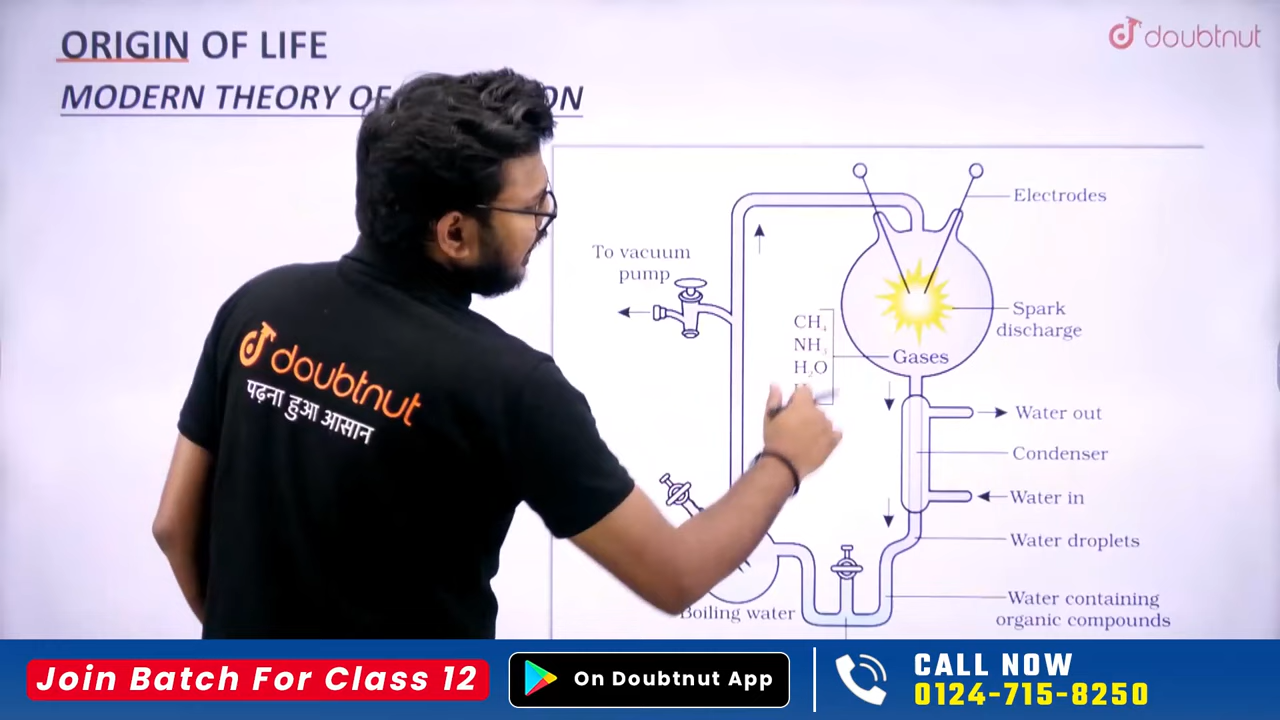 ORIGIN OF LIFE
doubtnut
MODERN THEORY OF
Electrodes
To vacuum
pump
Spark
discharge
CH₄
NH₃
H₂O
Gases
Water out
Condenser
Water in
Water droplets
Water containing
organic compounds
Boiling water
doubtnut
पढ़ना हुआ आसान
Join Batch For Class 12
On Doubtnut App
CALL NOW
0124-715-8250